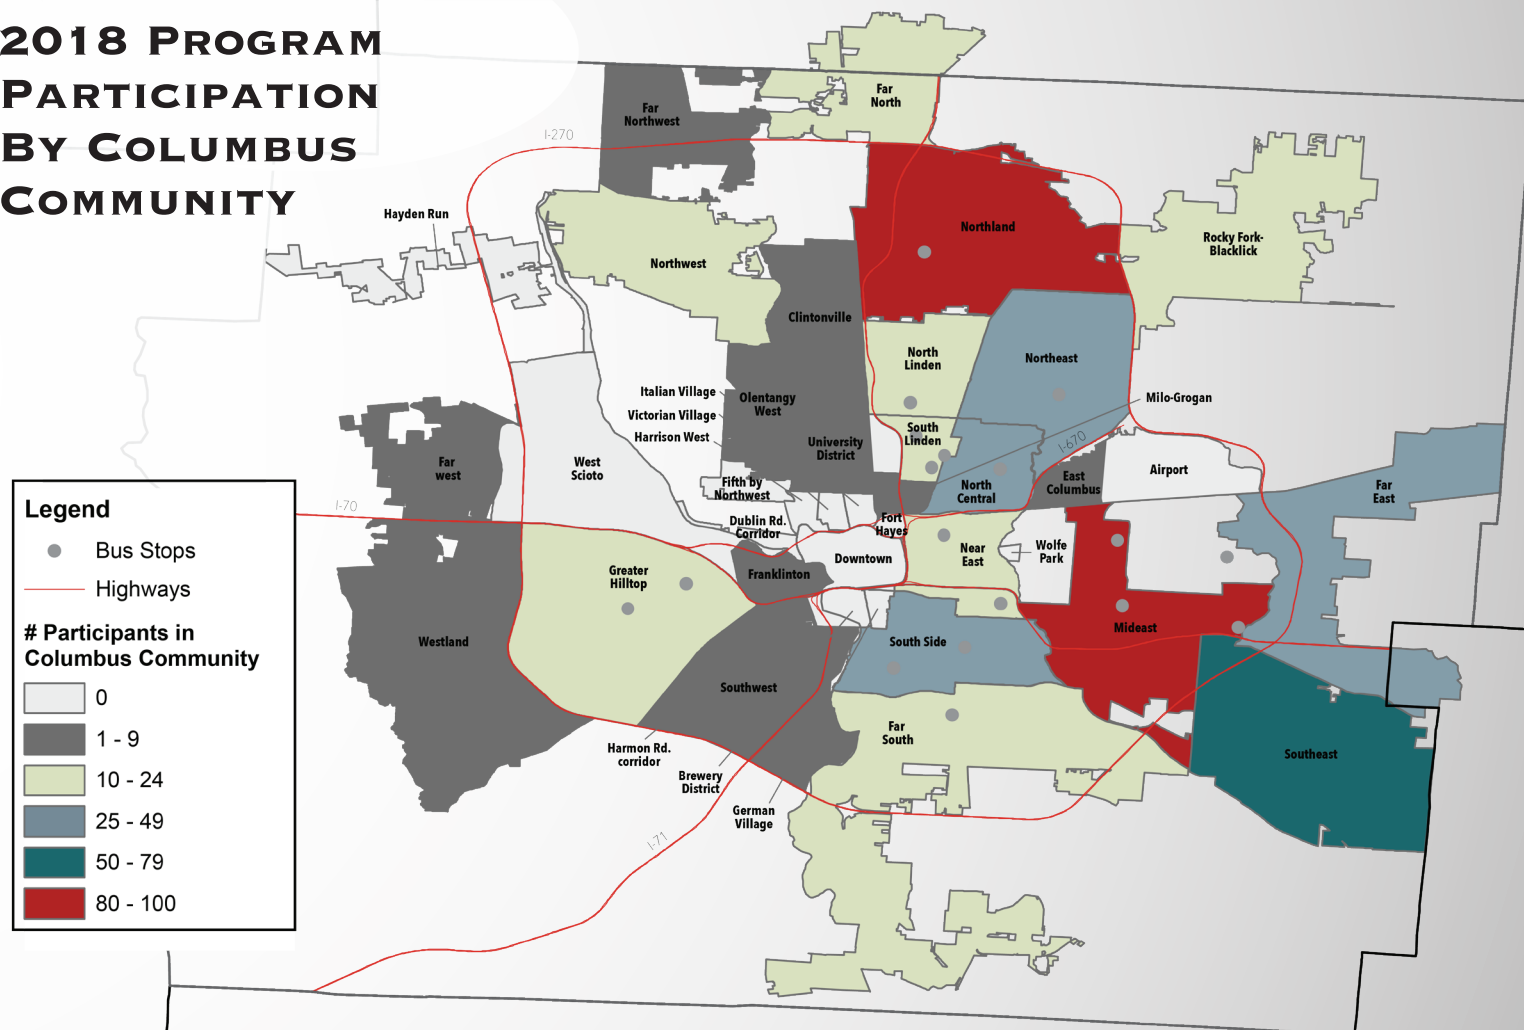 2018 PROGRAM
PARTICIPATION
BY COLUMBUS
COMMUNITY
Far
North
Far
Northwest
I-270
Hayden Run
Northland
Rocky Fork-
Blacklick
Northwest
Clintonville
North
Linden
Northeast
Italian Village
Victorian Village
Harrison West
Olentangy
West
Milo-Grogan
South
Linden
University
District
I-670
Far
west
West
Scioto
Fifth by
Northwest
North
Central
East
Columbus
Airport
Far
East
I-70
Dublin Rd.
Corridor
Fort
Hayes
Downtown
Near
East
Wolfe
Park
Greater
Hilltop
Franklinton
Westland
South Side
Mideast
Southwest
Far
South
Southeast
Harmon Rd.
corridor
Brewery
District
German
Village
I-71
Legend
Bus Stops
Highways
# Participants in
Columbus Community
0
1 - 9
10 - 24
25 - 49
50 - 79
80 - 100